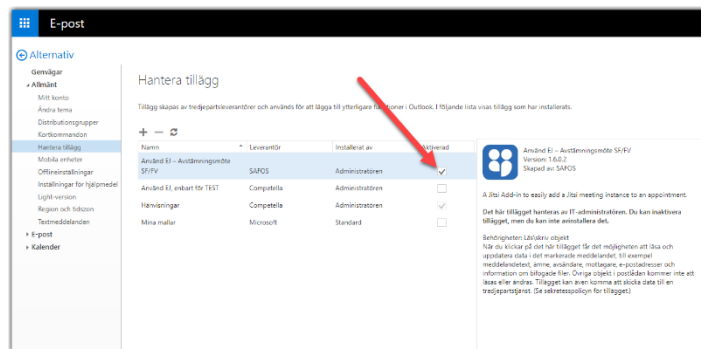 E-post
Alternativ
Genvägar
Allmänt
Mitt konto
Ändra tema
Distributionsgrupper
Kortkommandon
Hantera tillägg
Mobila enheter
Offlineinställningar
Inställningar för hjälpmedel
Light-version
Region och tidszon
Textmeddelanden
E-post
Kalender
Hantera tillägg
Tillägg skapas av tredjepartsleverantörer och används för att lägga till ytterligare funktioner i Outlook. I följande lista visas tillägg som har installerats.
Namn Leverantör Installerat av Aktiverad
Använd EJ – Avstämningsmöte
SF/FV SAFOS Administratören
Använd EJ, enbart för TEST Competella Administratören
Hänvisningar Competella Administratören
Mina mallar Microsoft Standard
Använd EJ – Avstämningsmöte SF/FV
Version: 1.6.0.2
Skapad av: SAFOS
A Jitsi Add-in to easily add a Jitsi meeting instance to an appointment.
Det här tillägget hanteras av IT-administratören. Du kan inaktivera
tillägget, men du kan inte avinstallera det.
Behörigheter: Läs\skriv objekt
När du klickar på det här tillägget får det möjligheten att läsa och
uppdatera data i det markerade meddelandet, till exempel
meddelandetext, ämne, avsändare, mottagare, e-postadresser och
information om bifogade filer. Övriga objekt i postlådan kommer inte att
läsas eller ändras. Tillägget kan även komma att skicka data till en
tredjepartstjänst. (Se sekretesspolicyn för tillägget.)